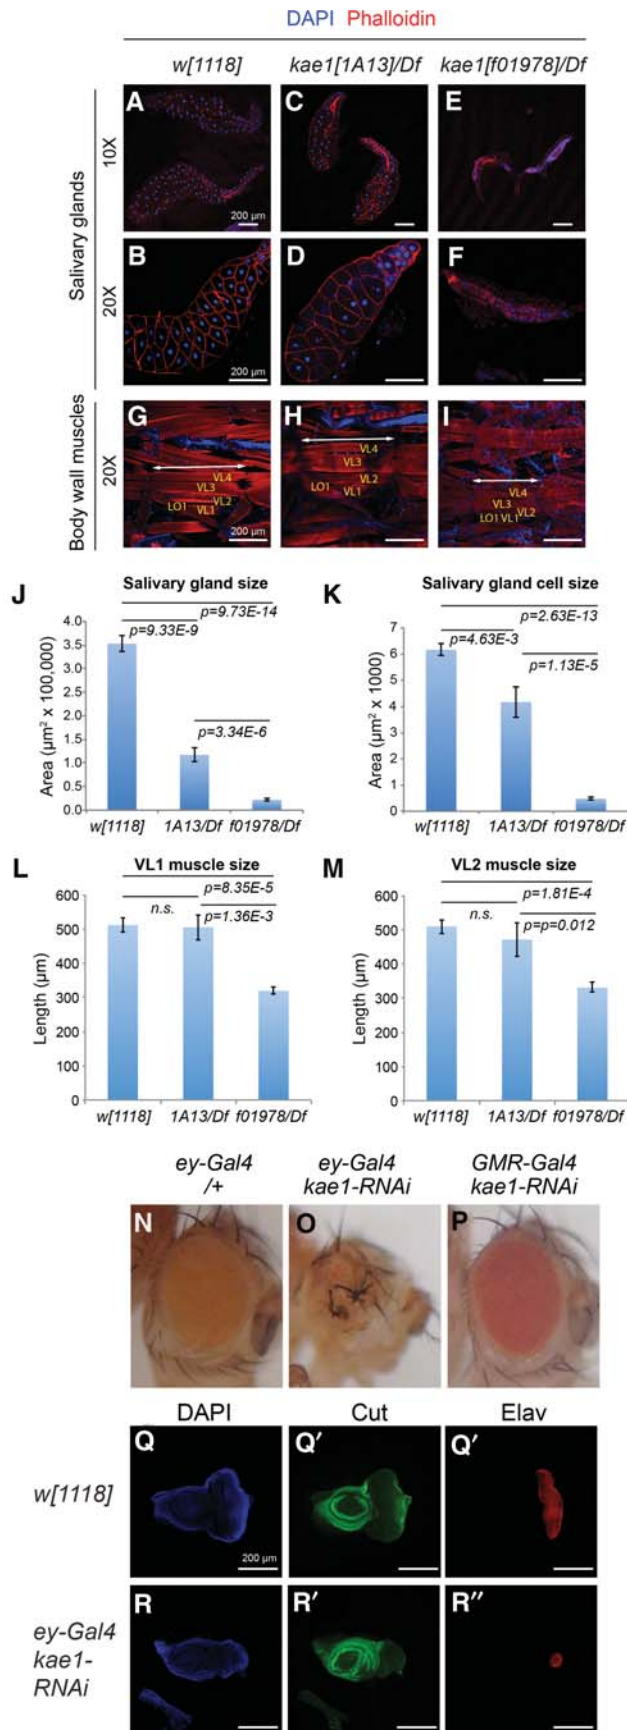 DAPI Phalloidin
w[1118] kae1[1A13]/Df kae1[f01978]/Df
Salivary glands
10X
A C E
200 µm
20X
B D F
200 µm
Body wall muscles
20X
G H I
VL4 VL4 VL4
VL3 VL3 VL3
VL2 VL2 VL2
LO1 VL1 VL1 LO1 VL1
200 µm
J Salivary gland size
p=9.73E-14
p=9.33E-9
p=3.34E-6
Area (µm² x 100,000)
4.0
3.5
3.0
2.5
2.0
1.5
1.0
0.5
0.0
w[1118] 1A13/Df f01978/Df
K Salivary gland cell size
p=2.63E-13
p=4.63E-3
p=1.13E-5
Area (µm² x 1000)
7
6
5
4
3
2
1
0
w[1118] 1A13/Df f01978/Df
L VL1 muscle size
p=8.35E-5
n.s. p=1.36E-3
Length (µm)
600
500
400
300
200
100
0
w[1118] 1A13/Df f01978/Df
M VL2 muscle size
p=1.81E-4
n.s. p=p=0.012
Length (µm)
600
500
400
300
200
100
0
w[1118] 1A13/Df f01978/Df
ey-Gal4 ey-Gal4 GMR-Gal4
/+ kae1-RNAi kae1-RNAi
N O P
DAPI Cut Elav
w[1118]
Q Q' Q'
200 µm
ey-Gal4
kae1-
RNAi
R R' R"